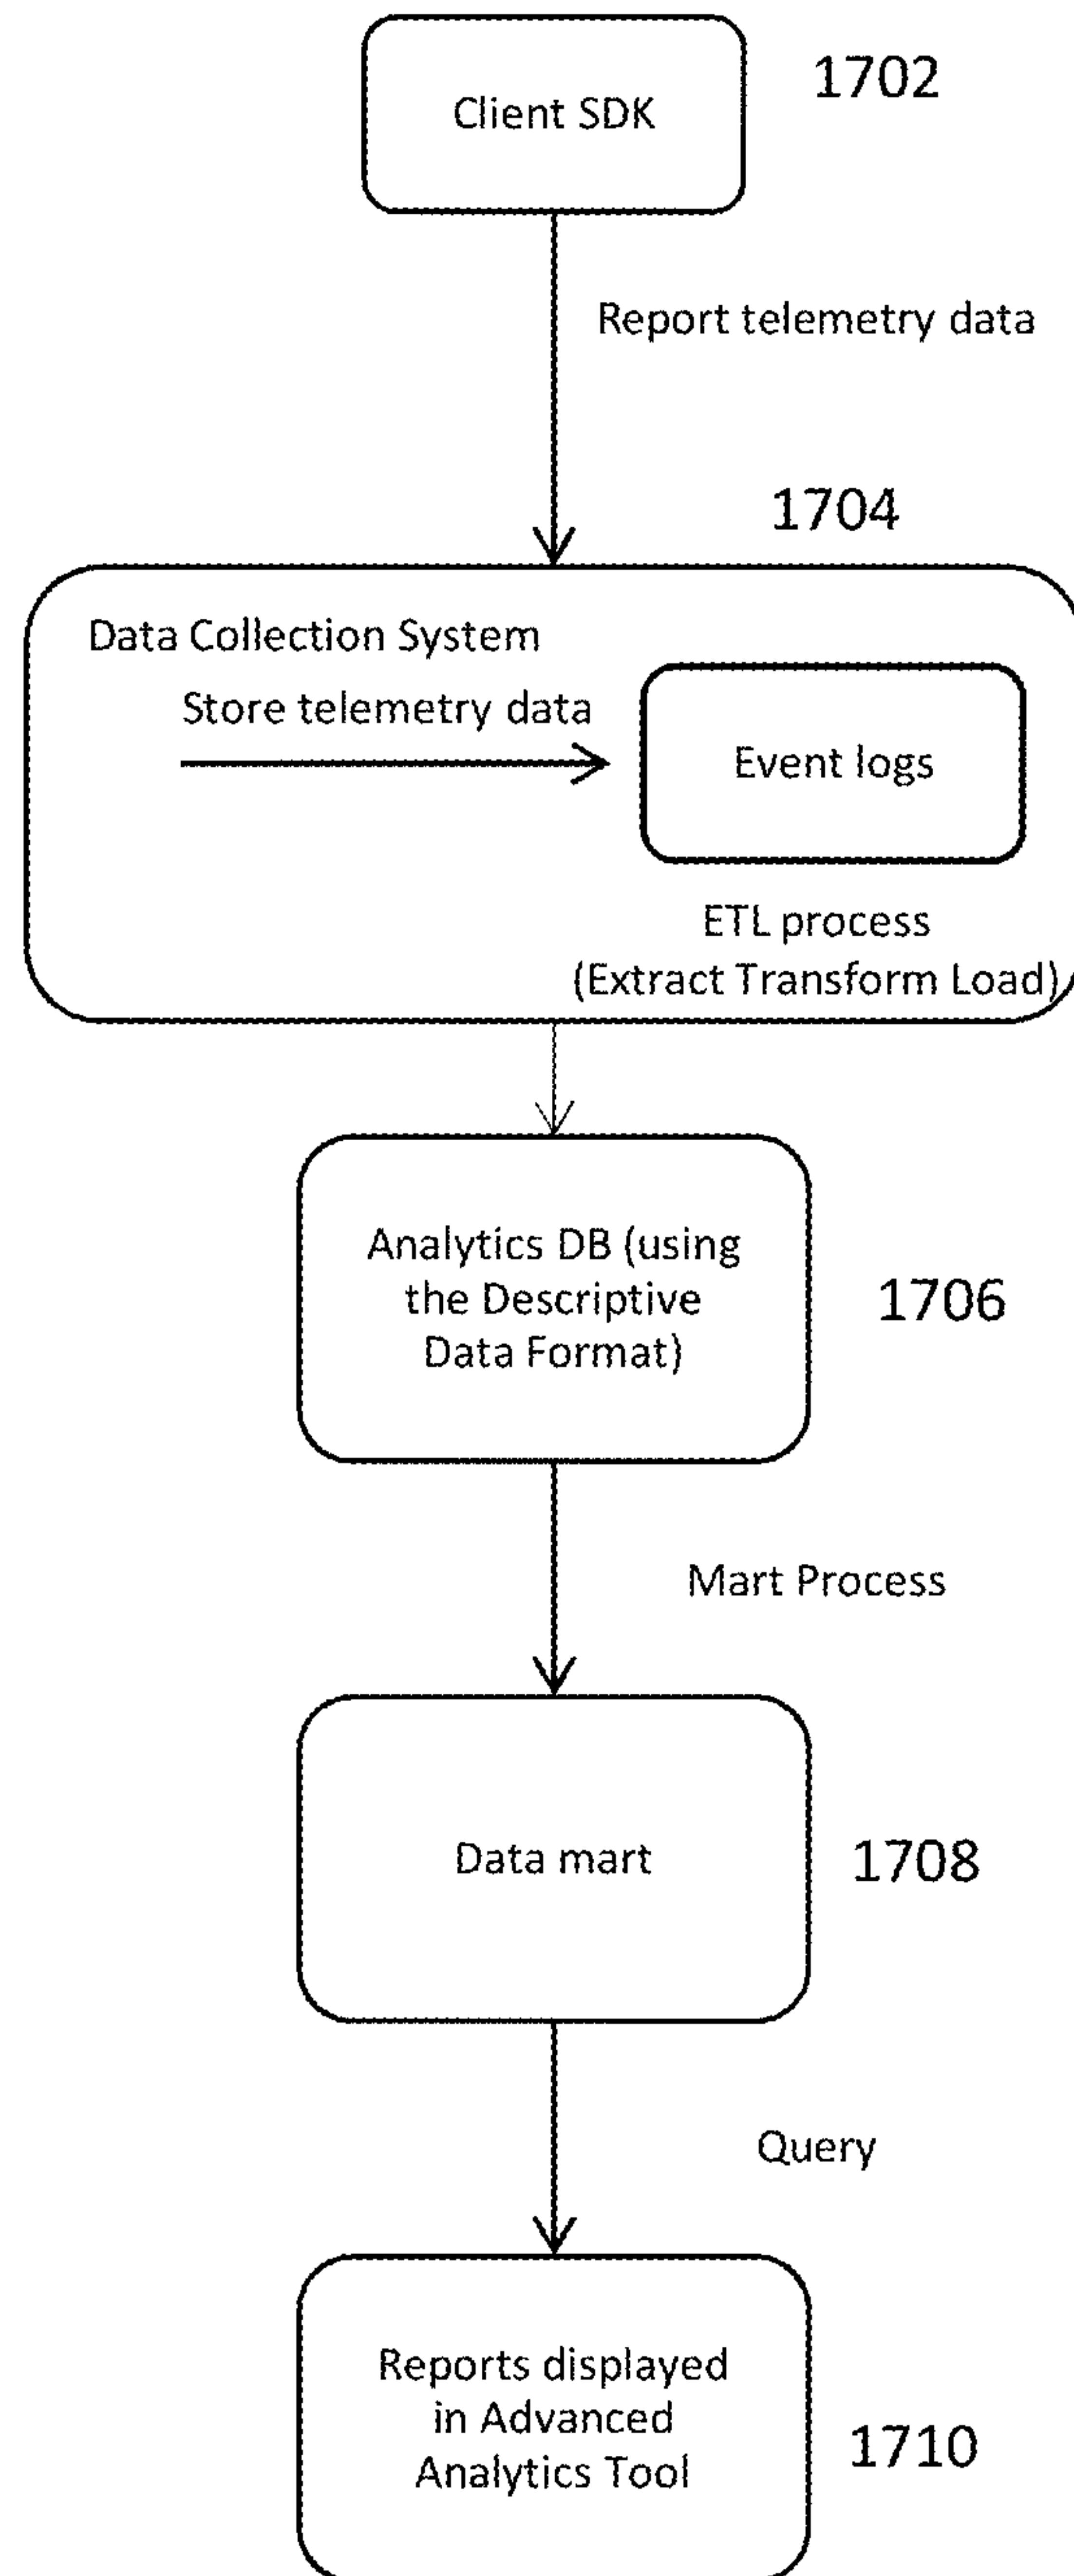 Client SDK
1702
Report telemetry data
1704
Data Collection System
Store telemetry data
Event logs
ETL process
(Extract Transform Load)
Analytics DB (using
the Descriptive
Data Format)
1706
Mart Process
Data mart
1708
Query
Reports displayed
in Advanced
Analytics Tool
1710